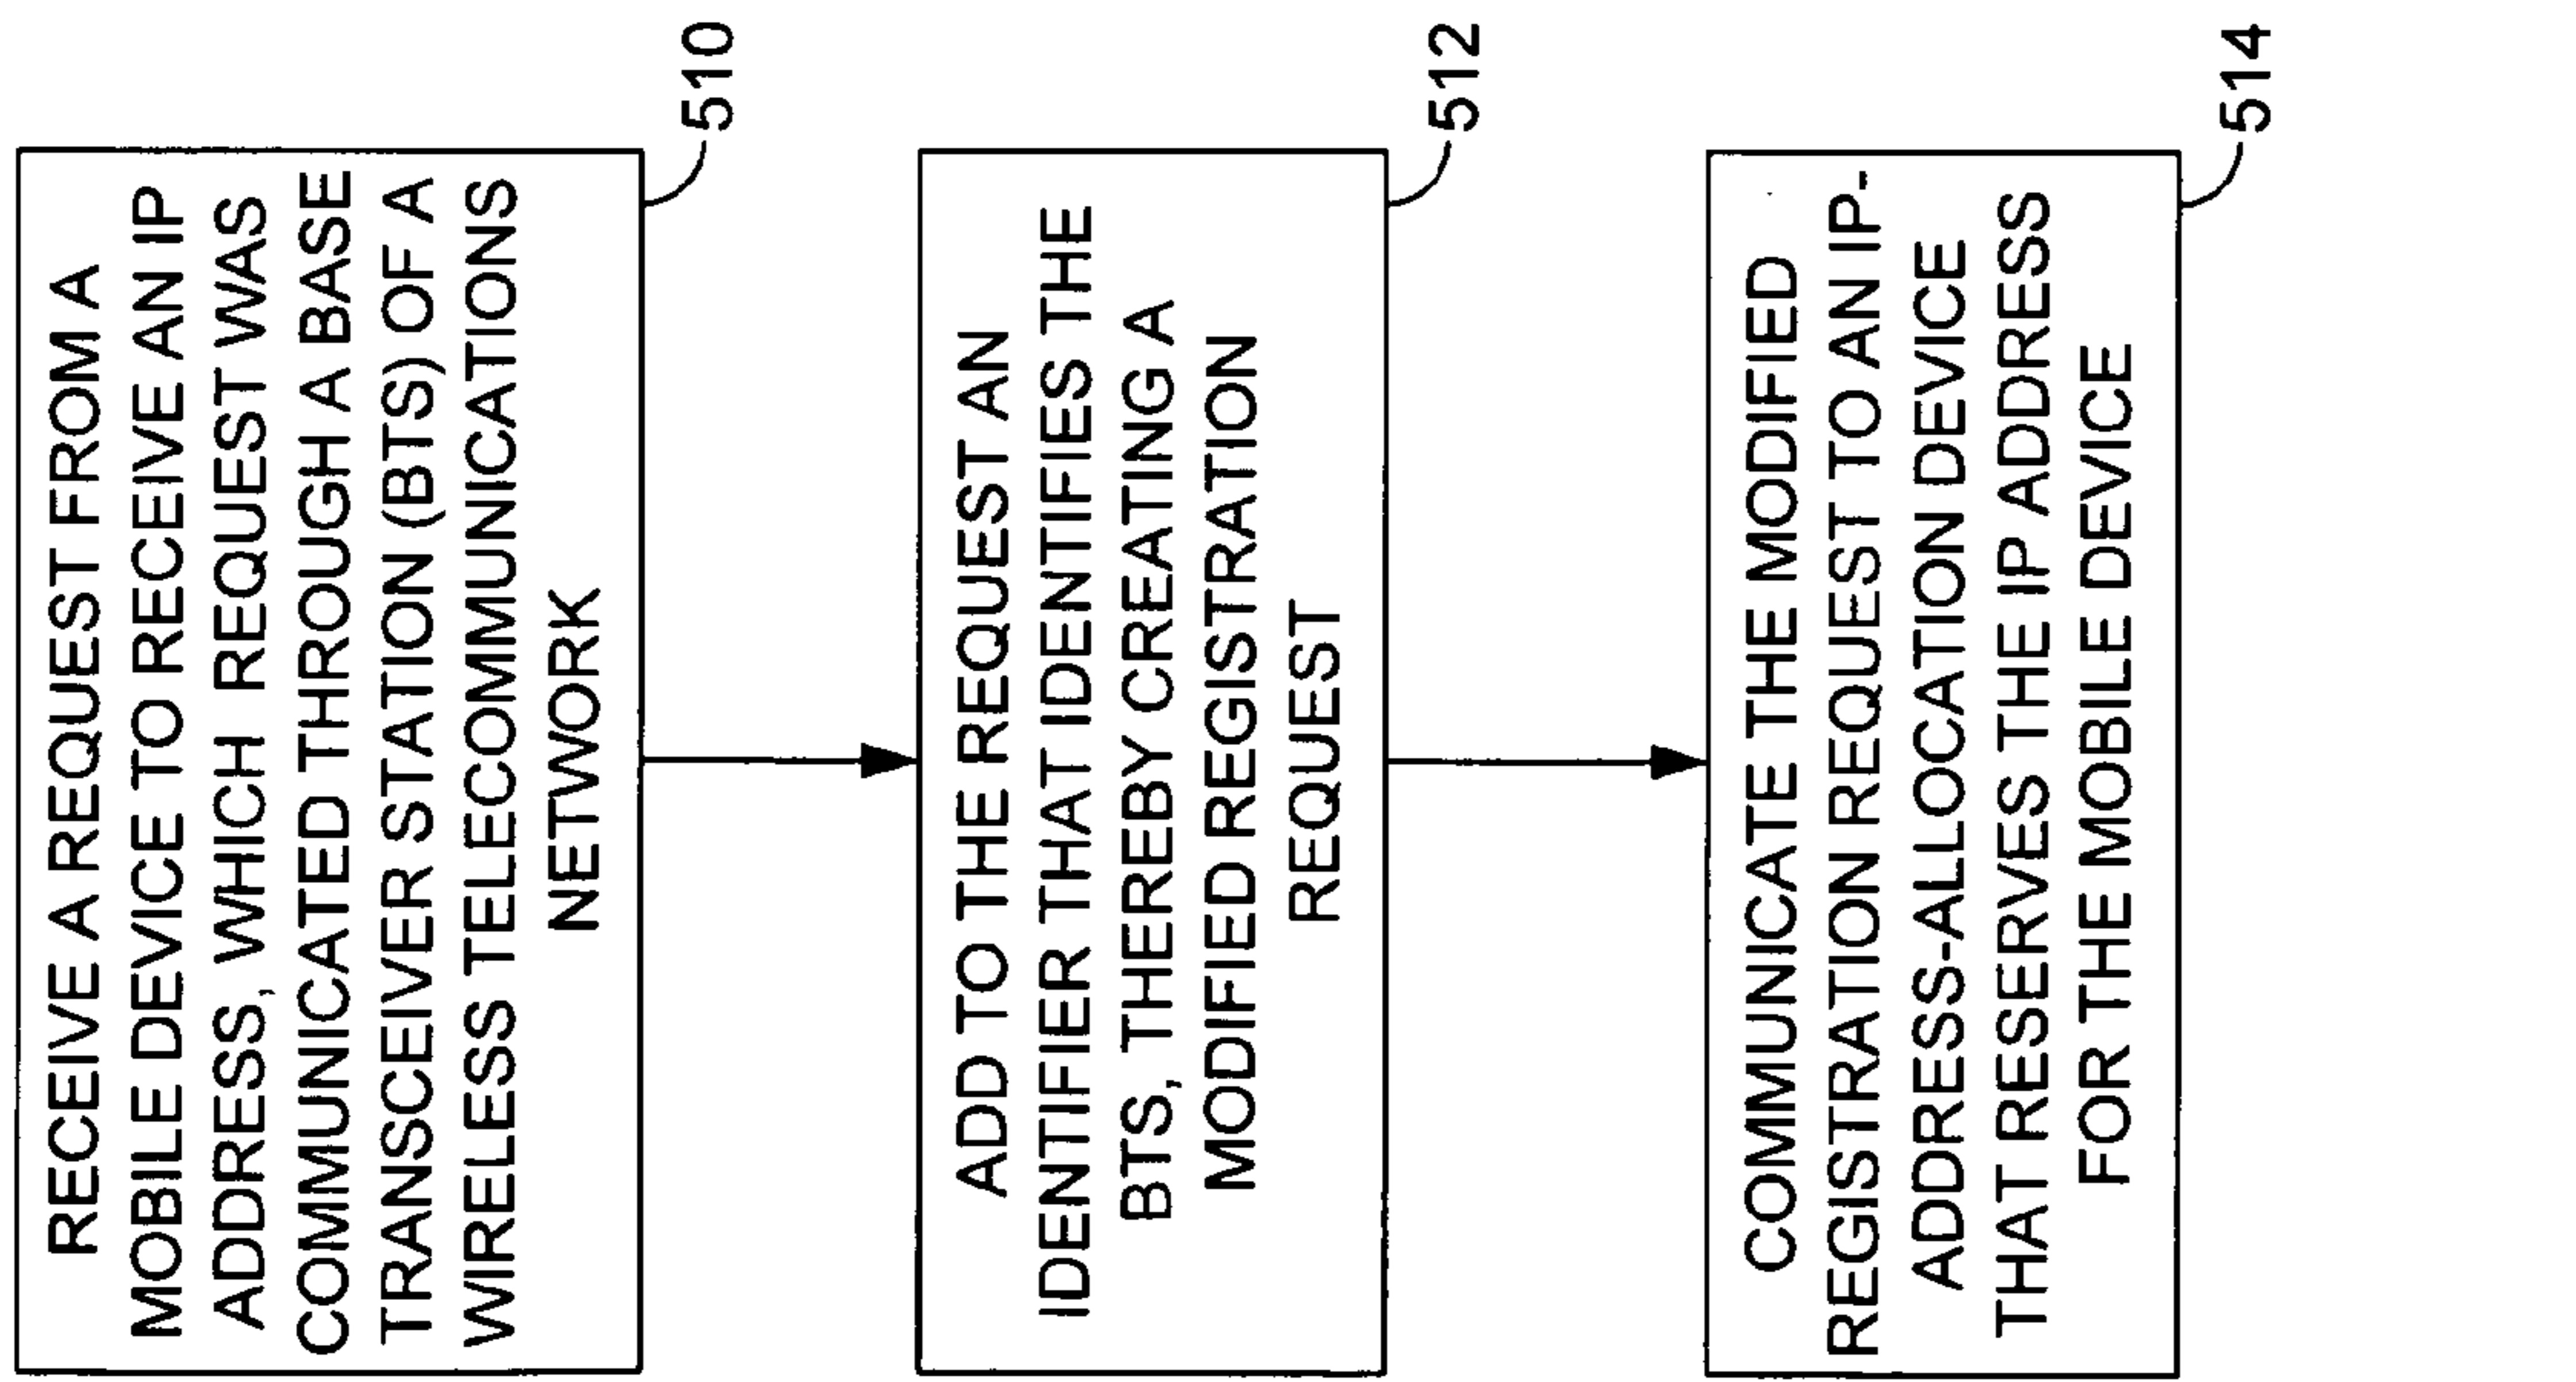 RECEIVE A REQUEST FROM A
MOBILE DEVICE TO RECEIVE AN IP
ADDRESS, WHICH REQUEST WAS
COMMUNICATED THROUGH A BASE
TRANSCEIVER STATION (BTS) OF A
WIRELESS TELECOMMUNICATIONS
NETWORK
510
ADD TO THE REQUEST AN
IDENTIFIER THAT IDENTIFIES THE
BTS, THEREBY CREATING A
MODIFIED REGISTRATION
REQUEST
512
COMMUNICATE THE MODIFIED
REGISTRATION REQUEST TO AN IP-
ADDRESS-ALLOCATION DEVICE
THAT RESERVES THE IP ADDRESS
FOR THE MOBILE DEVICE
514